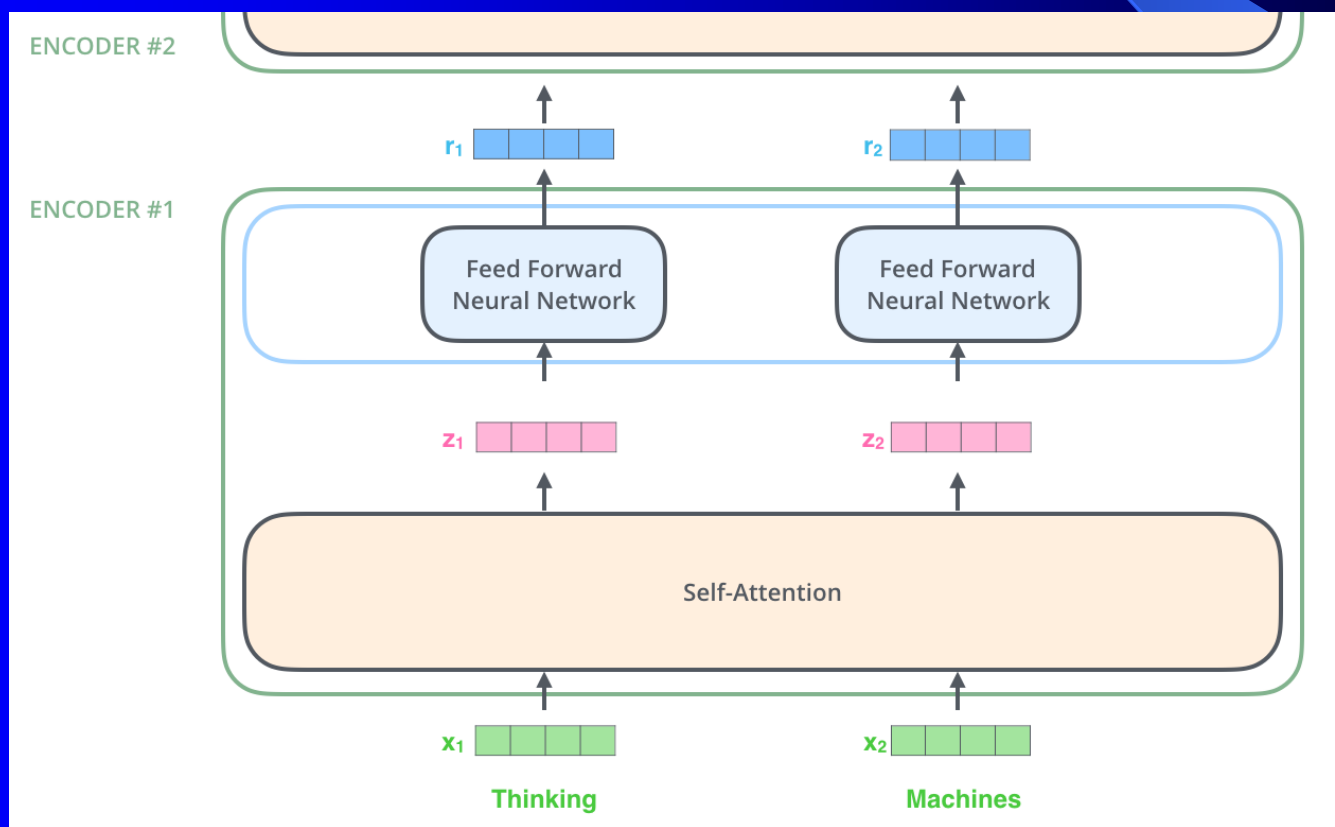 ENCODER #2
r₁
r₂
ENCODER #1
Feed Forward
Neural Network
Feed Forward
Neural Network
z₁
z₂
Self-Attention
x₁
x₂
Thinking
Machines